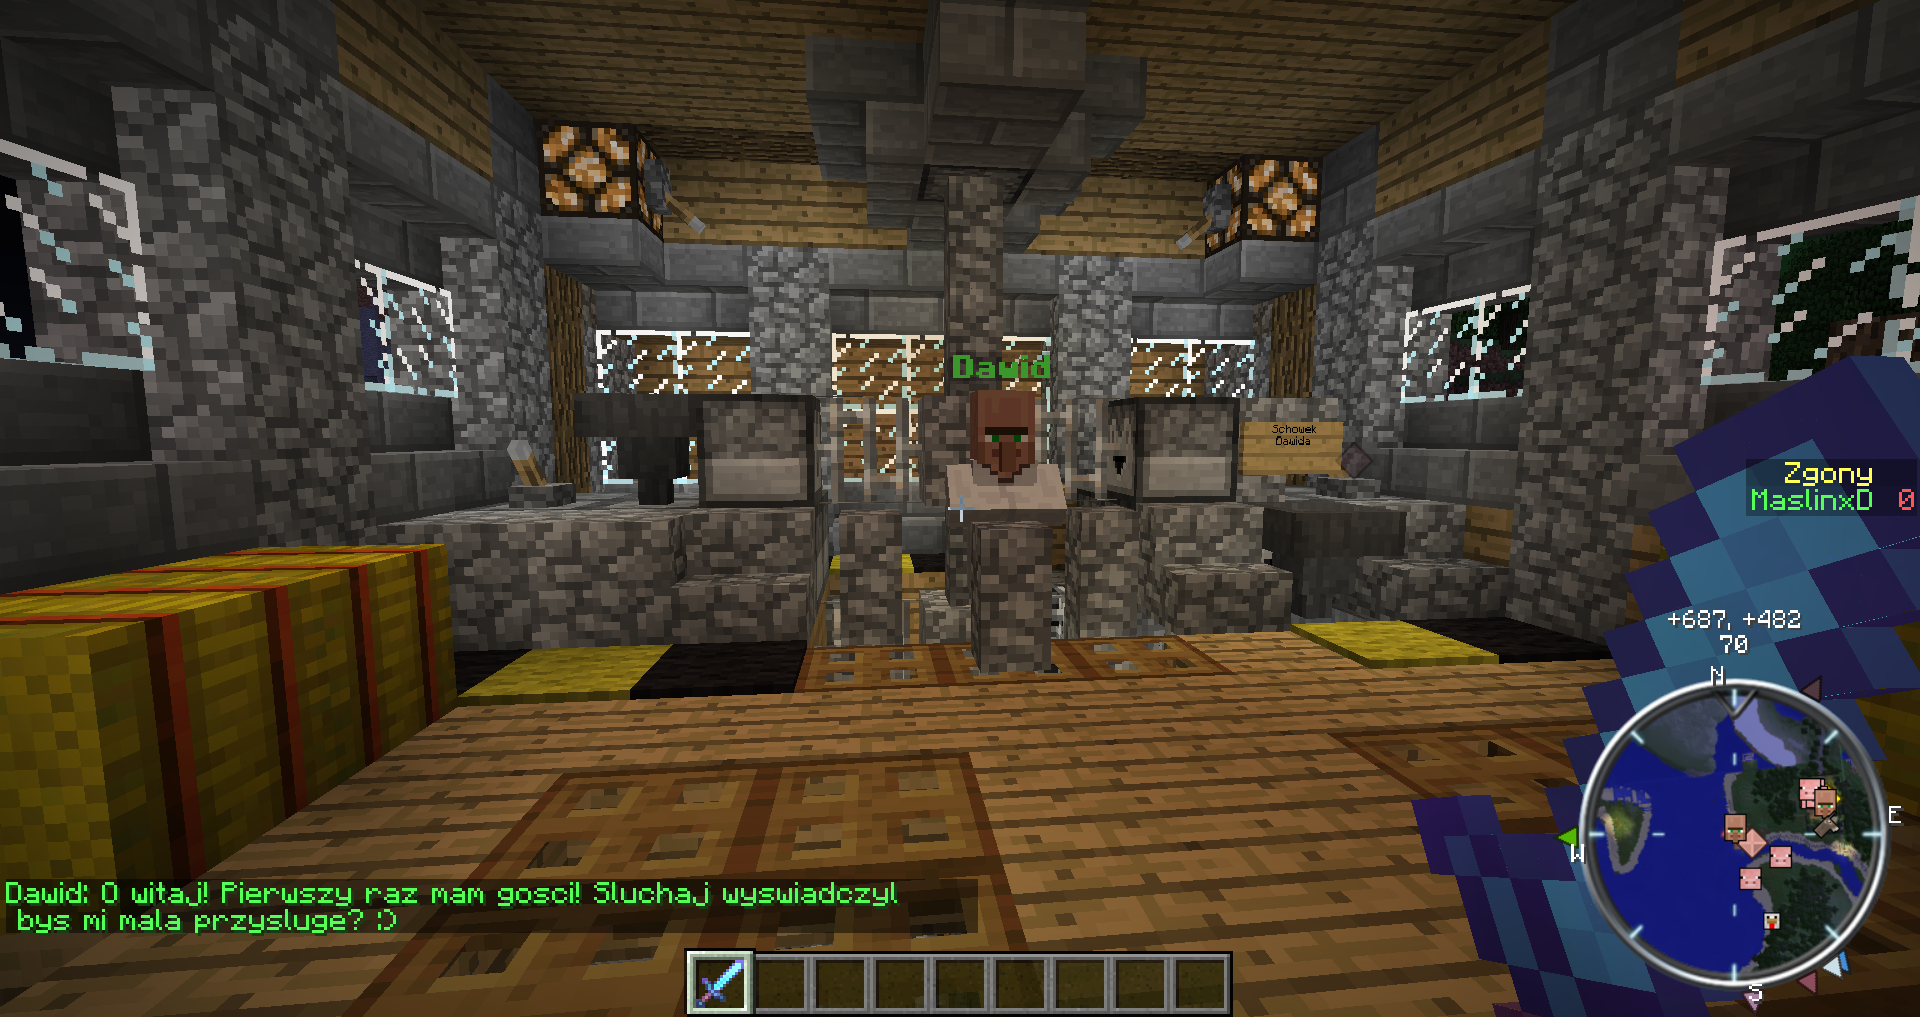 Dawid
Schowek
Dawida
Zgony
MaslinxD 0
+687, +482
70
N
E
W
S
Dawid: O witaj! Pierwszy raz mam gosci! Sluchaj wyswiadczyl
bys mi mala przysluge? :)